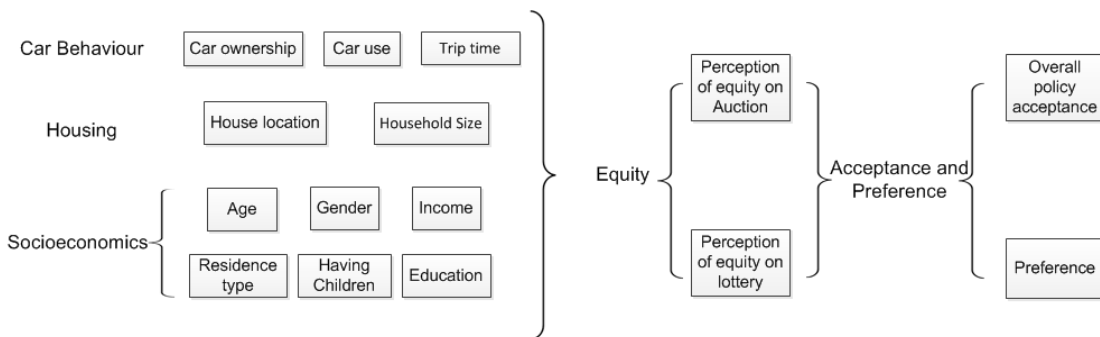 Car Behaviour
Car ownership
Car use
Trip time
Housing
House location
Household Size
Socioeconomics
Age
Gender
Income
Residence
type
Having
Children
Education
Equity
Perception
of equity on
Auction
Perception
of equity on
lottery
Acceptance and
Preference
Overall
policy
acceptance
Preference